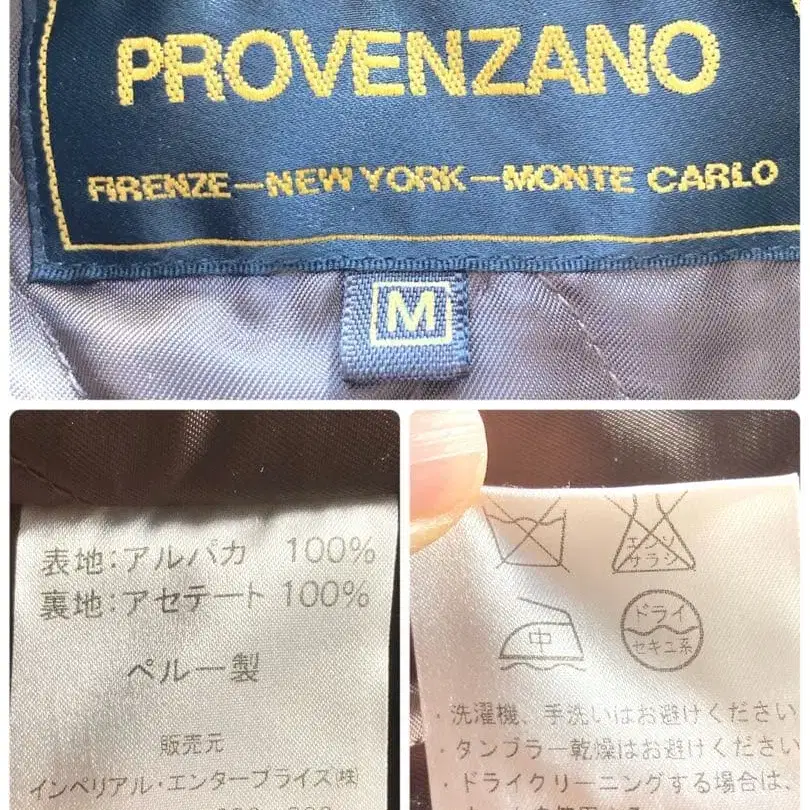 PROVENZANO
FIRENZE–NEW YORK–MONTE CARLO
M
表地:アルパカ 100%
裏地:アセテート 100%
ペルー製
販売元
インペリアル・エンタープライズ(株)
エンソ
サラシ
中
ドライ
セキユ系
・洗濯機、手洗いはお避けください
・タンブラー乾燥はお避けください
・ドライクリーニングする場合は、